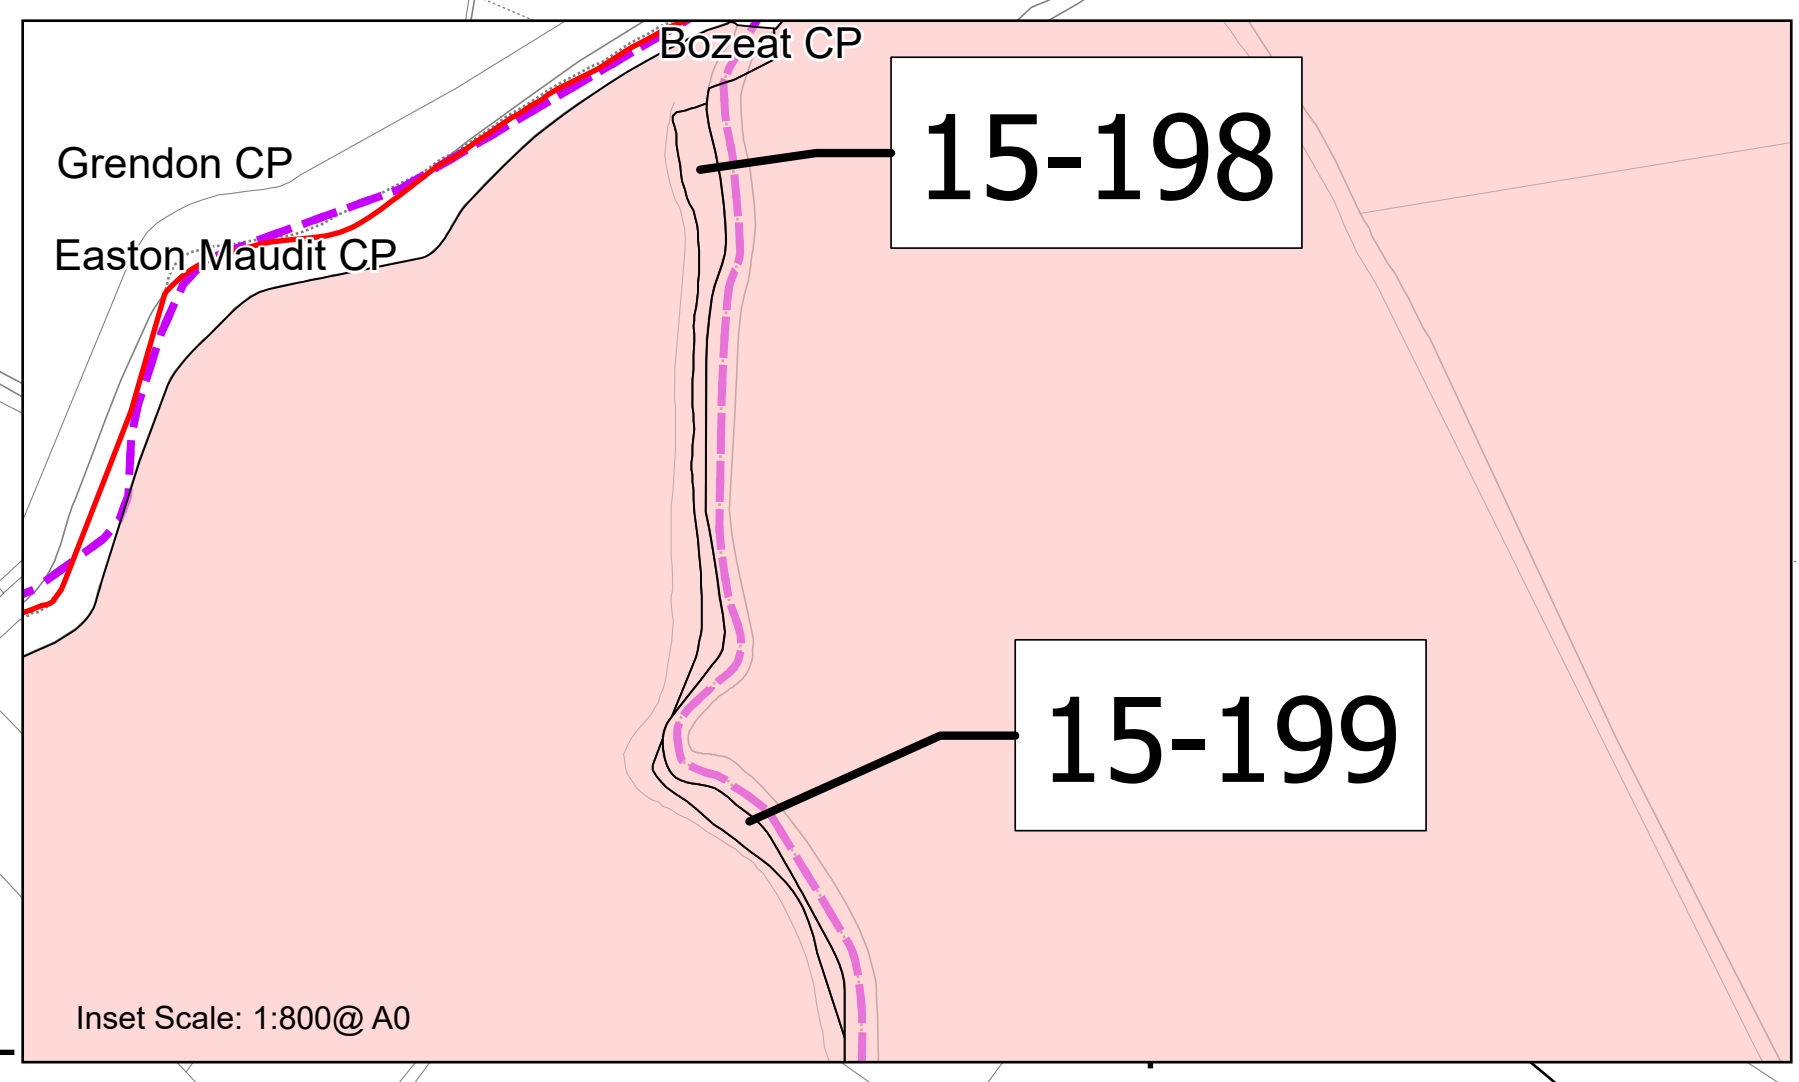 Bozeat CP
15-198
Grendon CP
Easton Maudit CP
15-199
Inset Scale: 1:800@ A0